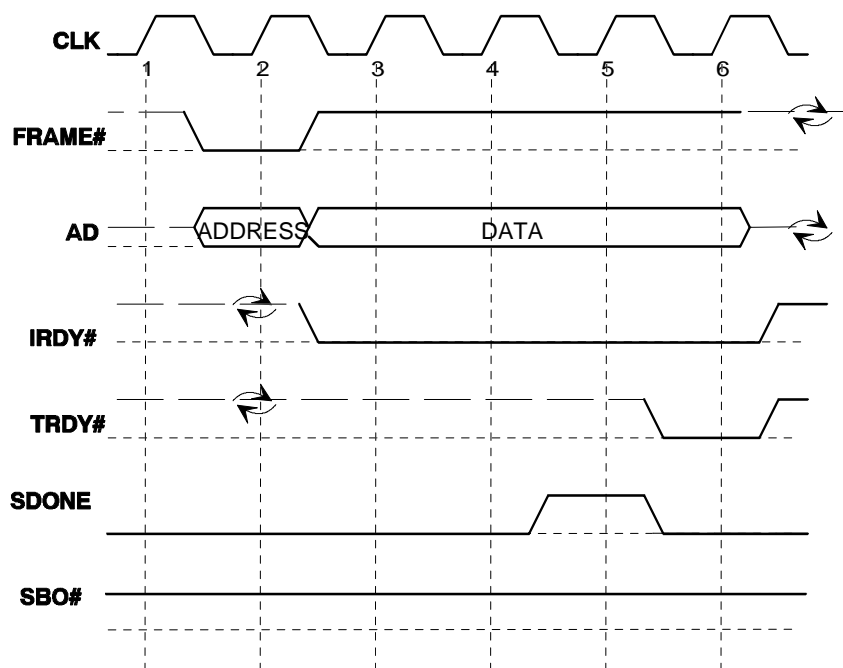 CLK
1 2 3 4 5 6
FRAME#
AD ADDRESS DATA
IRDY#
TRDY#
SDONE
SBO#